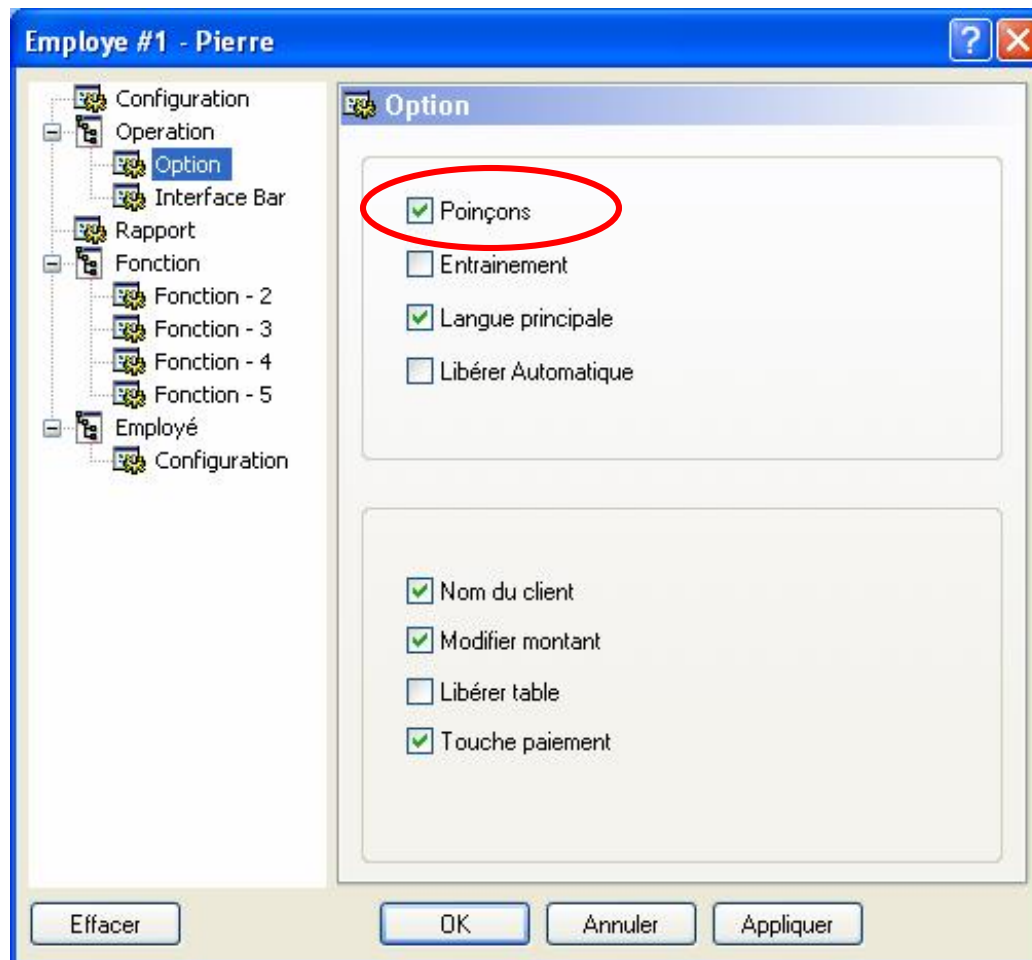 Employe #1 - Pierre
Configuration
Operation
Option
Interface Bar
Rapport
Fonction
Fonction - 2
Fonction - 3
Fonction - 4
Fonction - 5
Employé
Configuration
Option
Poinçons
Entrainement
Langue principale
Libérer Automatique
Nom du client
Modifier montant
Libérer table
Touche paiement
Effacer
OK
Annuler
Appliquer